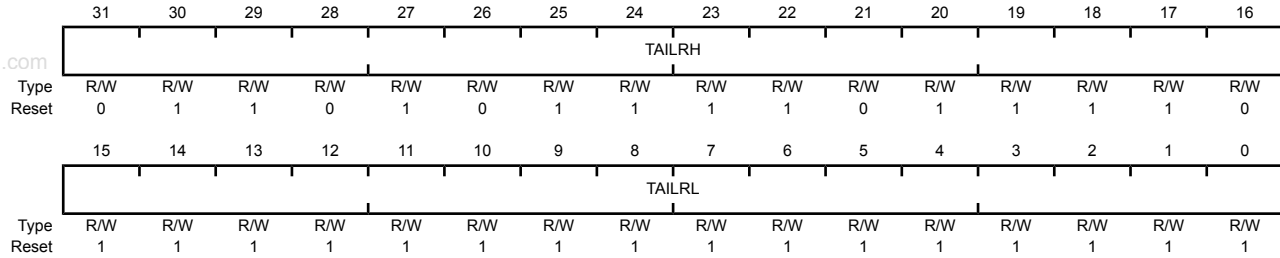 31 30 29 28 27 26 25 24 23 22 21 20 19 18 17 16
TAILRH
.com
Type R/W R/W R/W R/W R/W R/W R/W R/W R/W R/W R/W R/W R/W R/W R/W R/W
Reset 0 1 1 0 1 0 1 1 1 1 0 1 1 1 1 0
15 14 13 12 11 10 9 8 7 6 5 4 3 2 1 0
TAILRL
Type R/W R/W R/W R/W R/W R/W R/W R/W R/W R/W R/W R/W R/W R/W R/W R/W
Reset 1 1 1 1 1 1 1 1 1 1 1 1 1 1 1 1